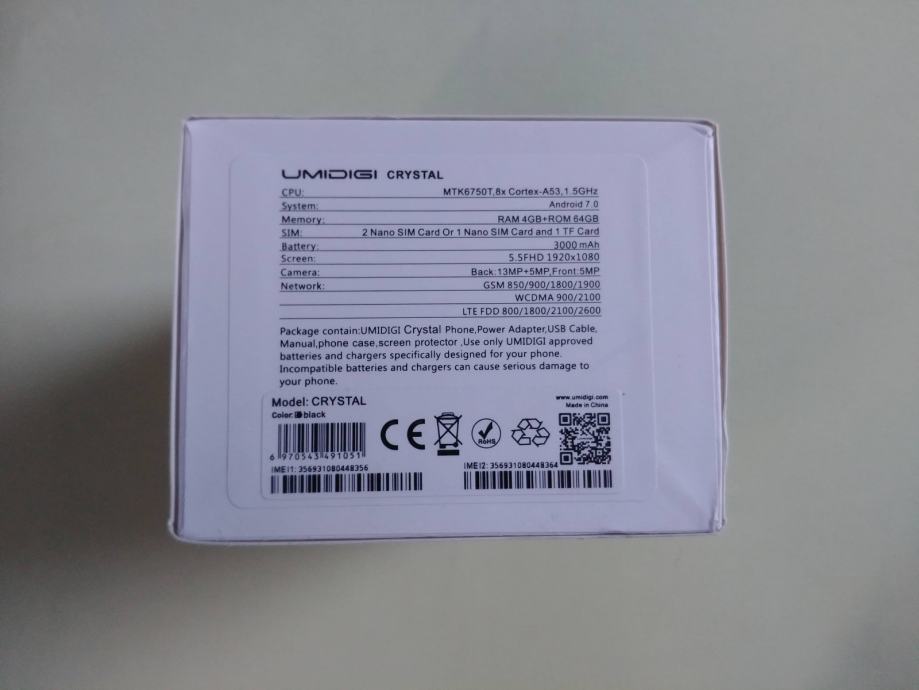 UMIDIGI CRYSTAL
CPU: MTK6750T,8x Cortex-A53,1.5GHz
System: Android 7.0
Memory: RAM 4GB+ROM 64GB
SIM: 2 Nano SIM Card Or 1 Nano SIM Card and 1 TF Card
Battery: 3000 mAh
Screen: 5.5FHD 1920x1080
Camera: Back:13MP+5MP,Front:5MP
Network: GSM 850/900/1800/1900
WCDMA 900/2100
LTE FDD 800/1800/2100/2600
Package contain:UMIDIGI Crystal Phone,Power Adapter,USB Cable,
Manual,phone case,screen protector ,Use only UMIDIGI approved
batteries and chargers specifically designed for your phone.
Incompatible batteries and chargers can cause serious damage to
your phone.
Model: CRYSTAL
www.umidigi.com
Made in China
Color: black
CE
RoHS
6 970543 491051
IMEI1: 356931080448356
IMEI2: 356931080448364